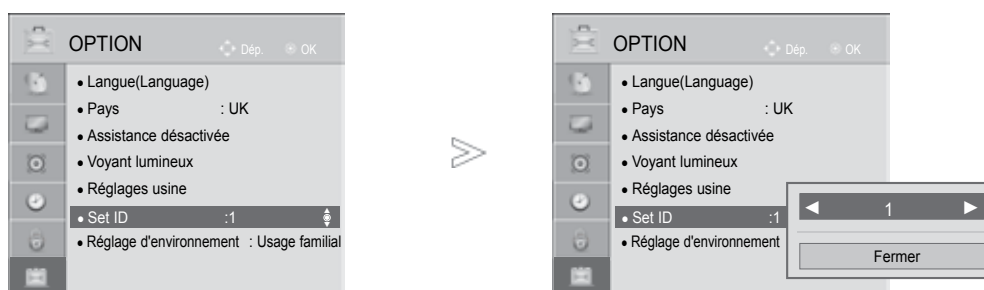 OPTION
Dép. OK
• Langue(Language)
• Pays : UK
• Assistance désactivée
• Voyant lumineux
• Réglages usine
• Set ID :1
• Réglage d'environnement : Usage familial
OPTION
Dép. OK
• Langue(Language)
• Pays : UK
• Assistance désactivée
• Voyant lumineux
• Réglages usine
• Set ID :1
• Réglage d'environnement
◄ 1 ►
Fermer